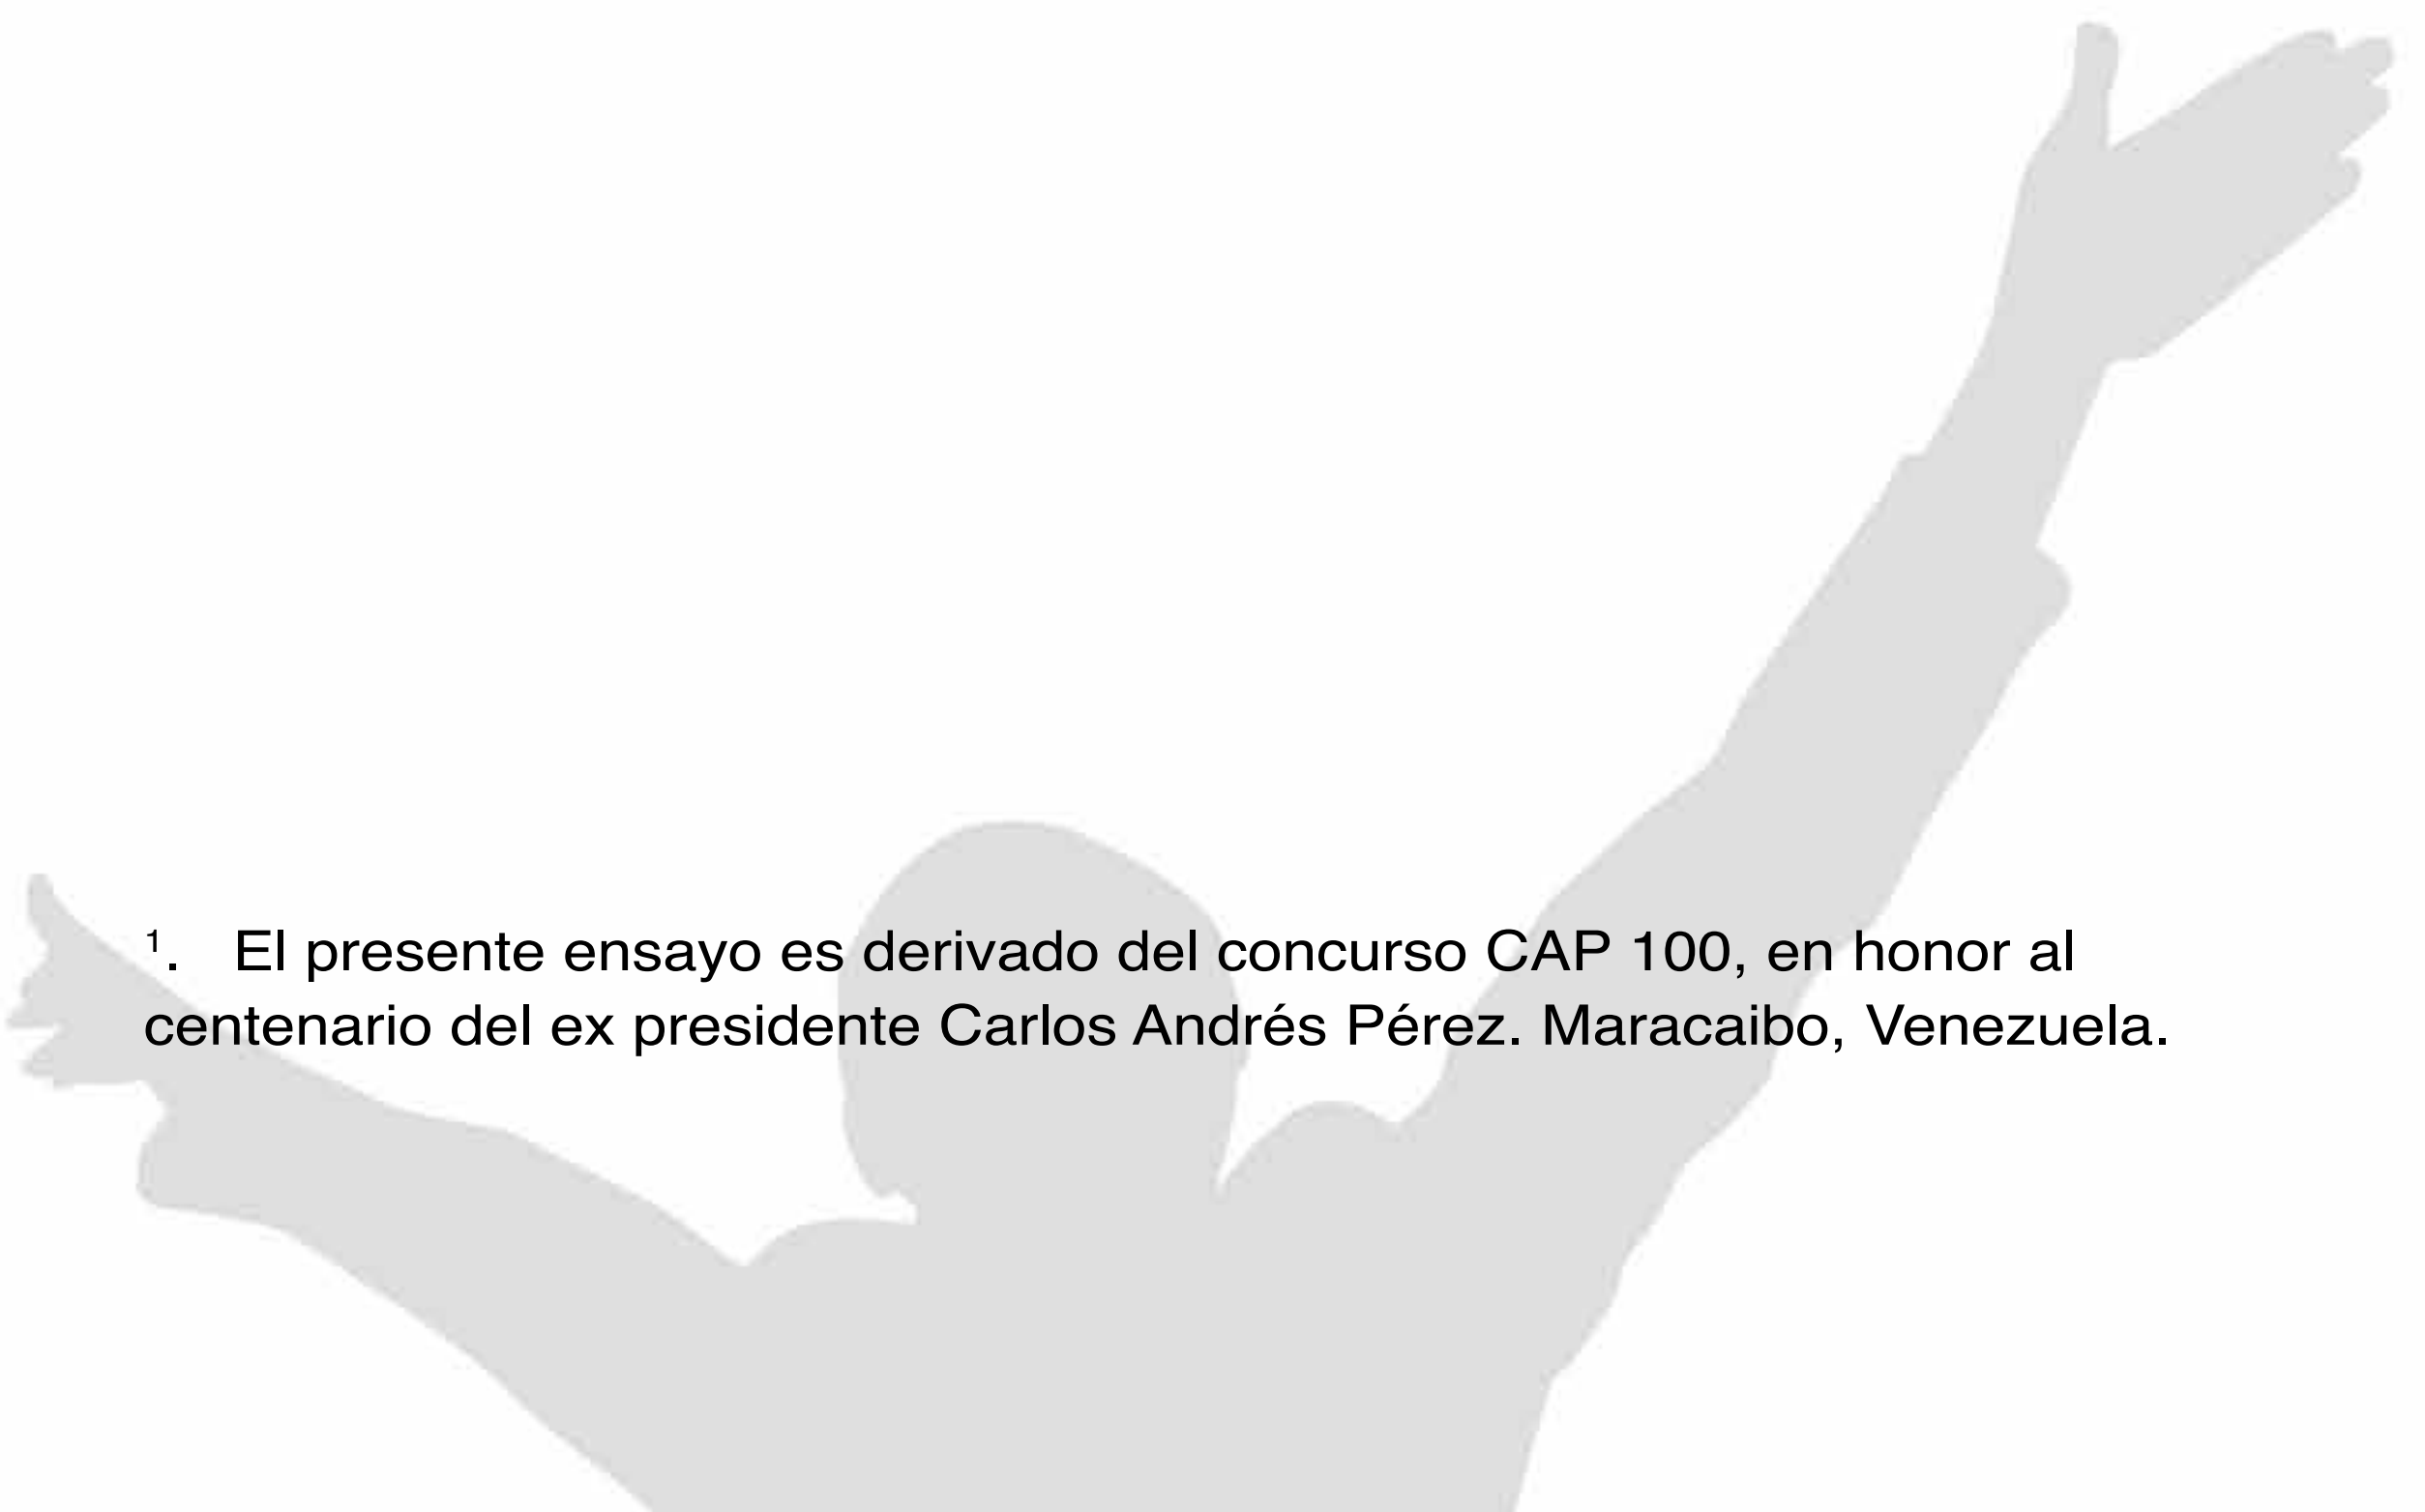 ¹. El presente ensayo es derivado del concurso CAP 100, en honor al
centenario del ex presidente Carlos Andrés Pérez. Maracaibo, Venezuela.